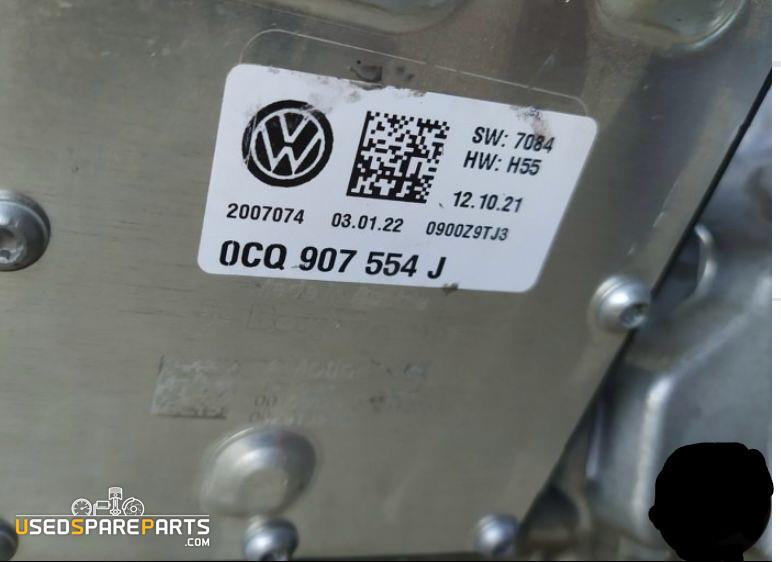 SW: 7084
HW: H55
12.10.21
2007074 03.01.22 0900Z9TJ3
0CQ 907 554 J
USEDSPAREPARTS
.COM